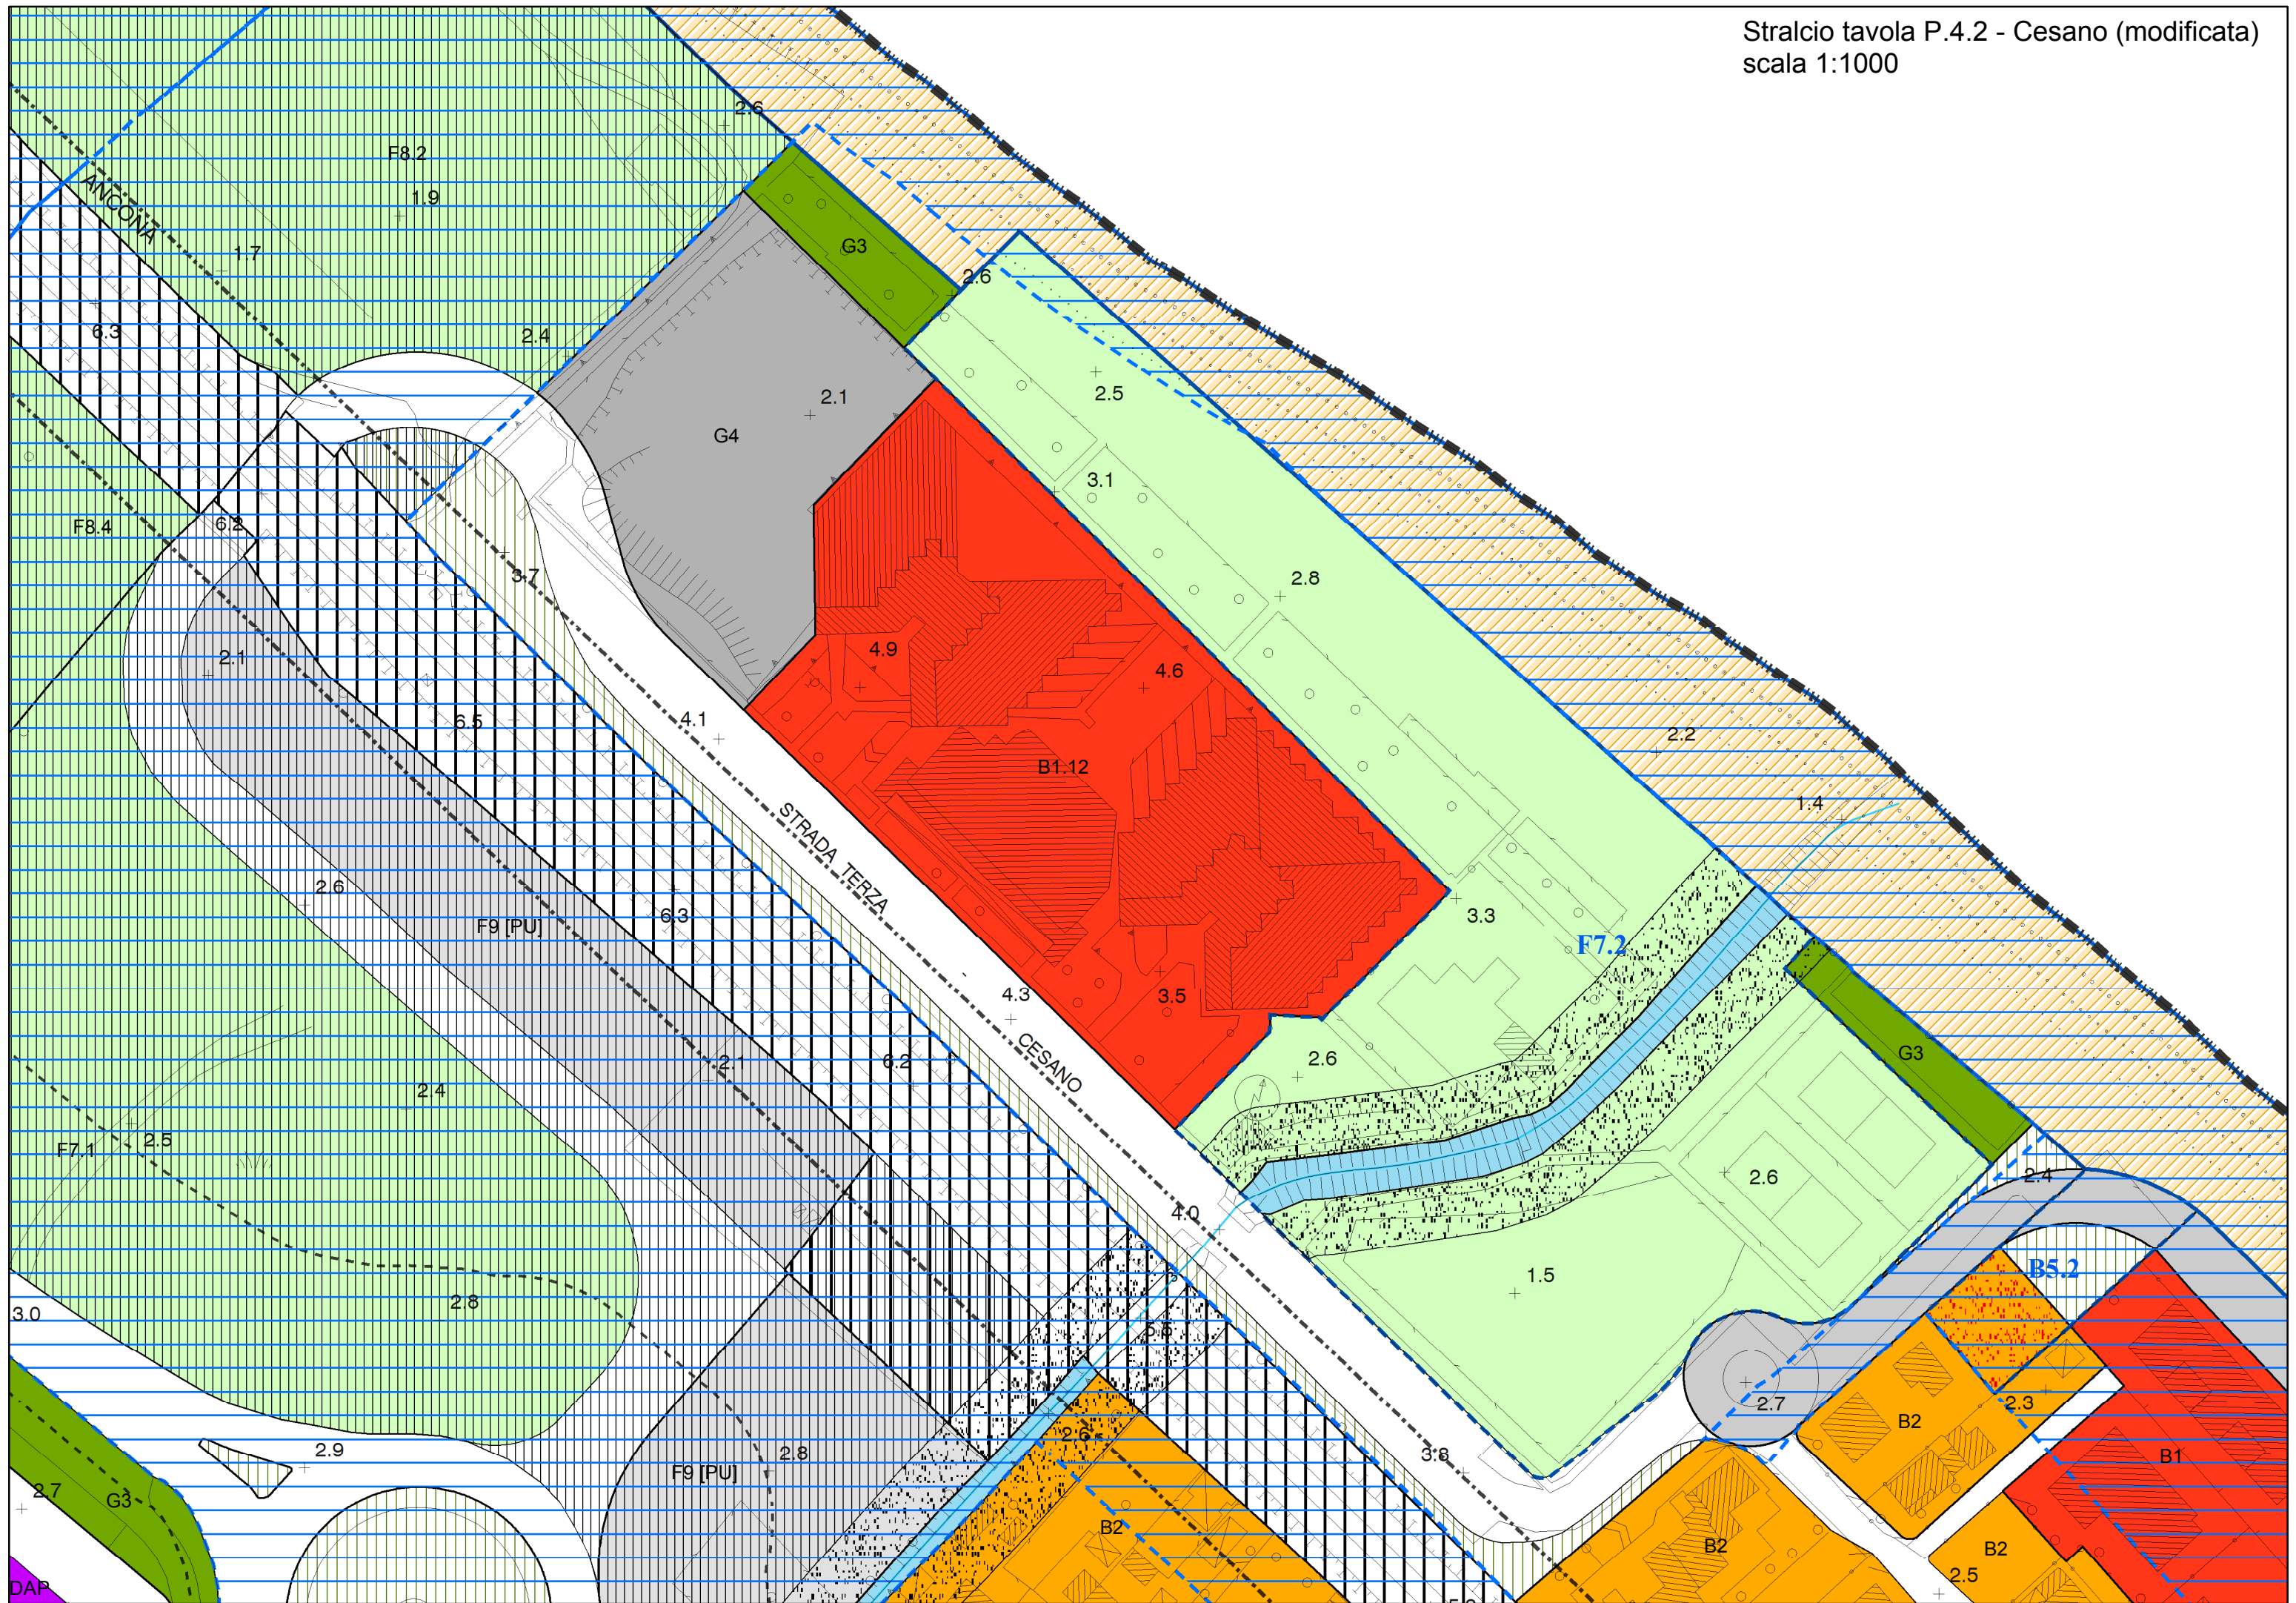 Stralcio tavola P.4.2 - Cesano (modificata)
scala 1:1000
2.6
F8.2
ANCONA
1.9
1.7
G3
2.6
6.3
2.4
2.5
2.1
G4
3.1
F8.4
6.2
3.7
2.8
2.1
4.9
4.6
6.5
4.1
2.2
B1.12
1.4
STRADA TERZA
2.6
6.3
F9 [PU]
3.3
F7.2
4.3
3.5
CESANO
G3
2.6
6.2
2.1
2.4
2.5
F7.1
2.6
2.4
4.0
1.5
B5.2
2.8
3.0
5.5
2.7
2.3
B2
2.6
3.8
2.9
2.8
B1
F9 [PU]
2.7
G3
B2
B2
B2
2.5
DAP